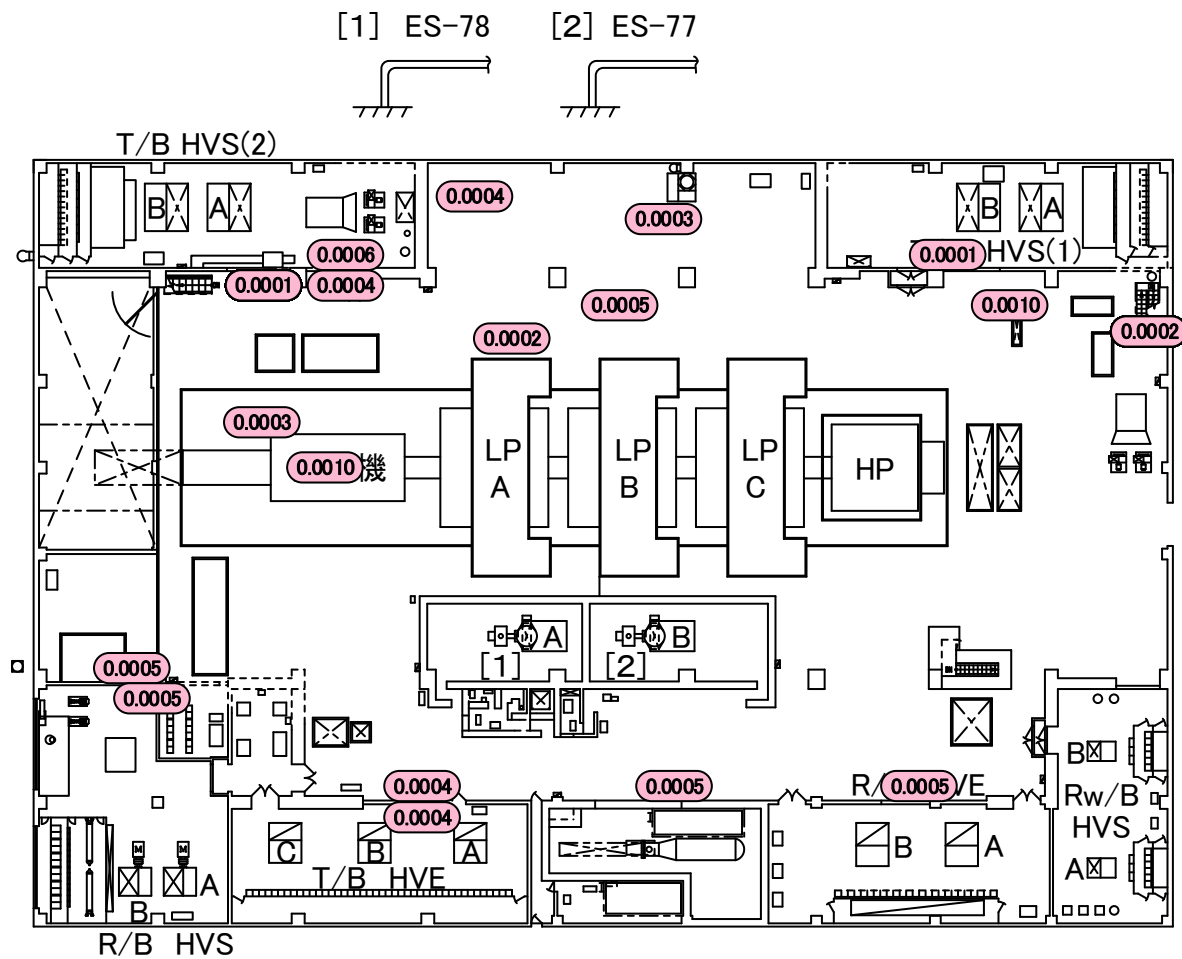 [1] ES-78 [2] ES-77
T/B HVS(2)
B A
0.0004
0.0003
B A
HVS(1)
0.0006
0.0001
0.0001
0.0004
0.0005
0.0010
0.0002
0.0002
0.0003
0.0010
機
LP A
LP B
LP C
HP
A
B
[1]
[2]
0.0005
0.0005
0.0004
0.0004
0.0005
0.0005
R/
VE
B
Rw/B
HVS
A
C B A
T/B HVE
B A
M M
B A
R/B HVS